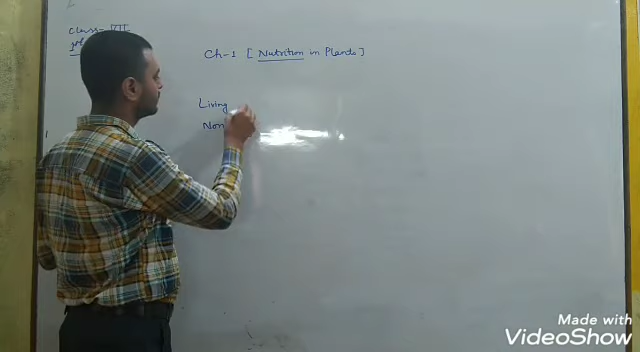 Class- VII
Ch-1 [ Nutrition in Plants ]
Living
Non
Made with
VideoShow